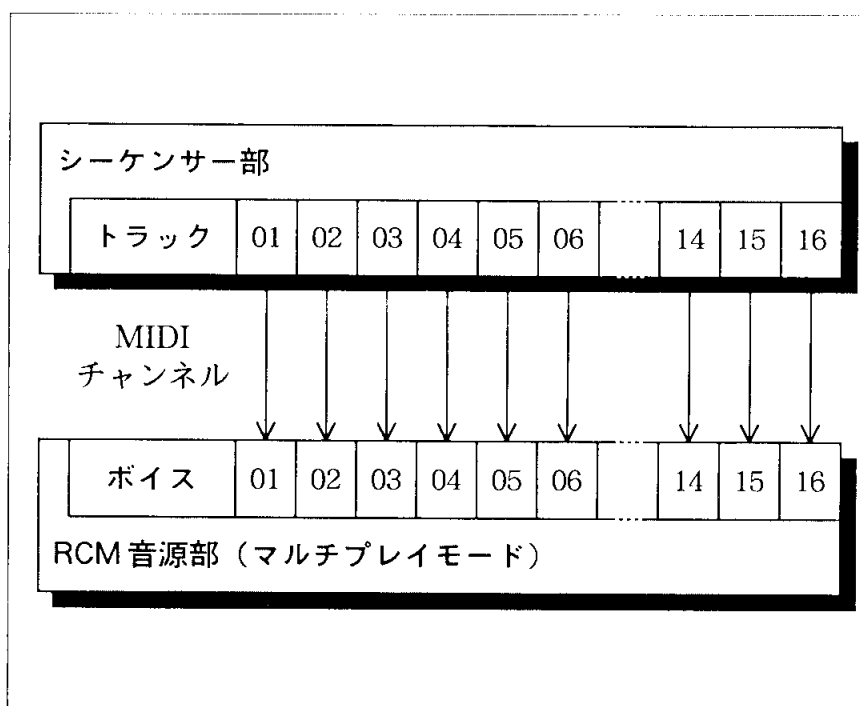 シーケンサー部
トラック 01 02 03 04 05 06 14 15 16
MIDI
チャンネル
ボイス 01 02 03 04 05 06 14 15 16
RCM音源部（マルチプレイモード）